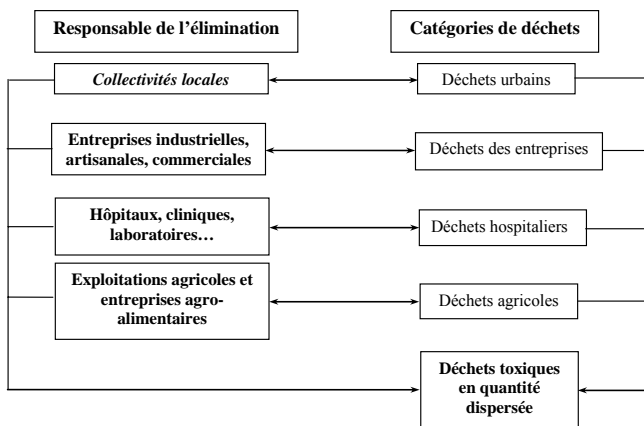 Responsable de l’élimination
Catégories de déchets
Collectivités locales
Déchets urbains
Entreprises industrielles,
artisanales, commerciales
Déchets des entreprises
Hôpitaux, cliniques,
laboratoires…
Déchets hospitaliers
Exploitations agricoles et
entreprises agro-
alimentaires
Déchets agricoles
Déchets toxiques
en quantité
dispersée